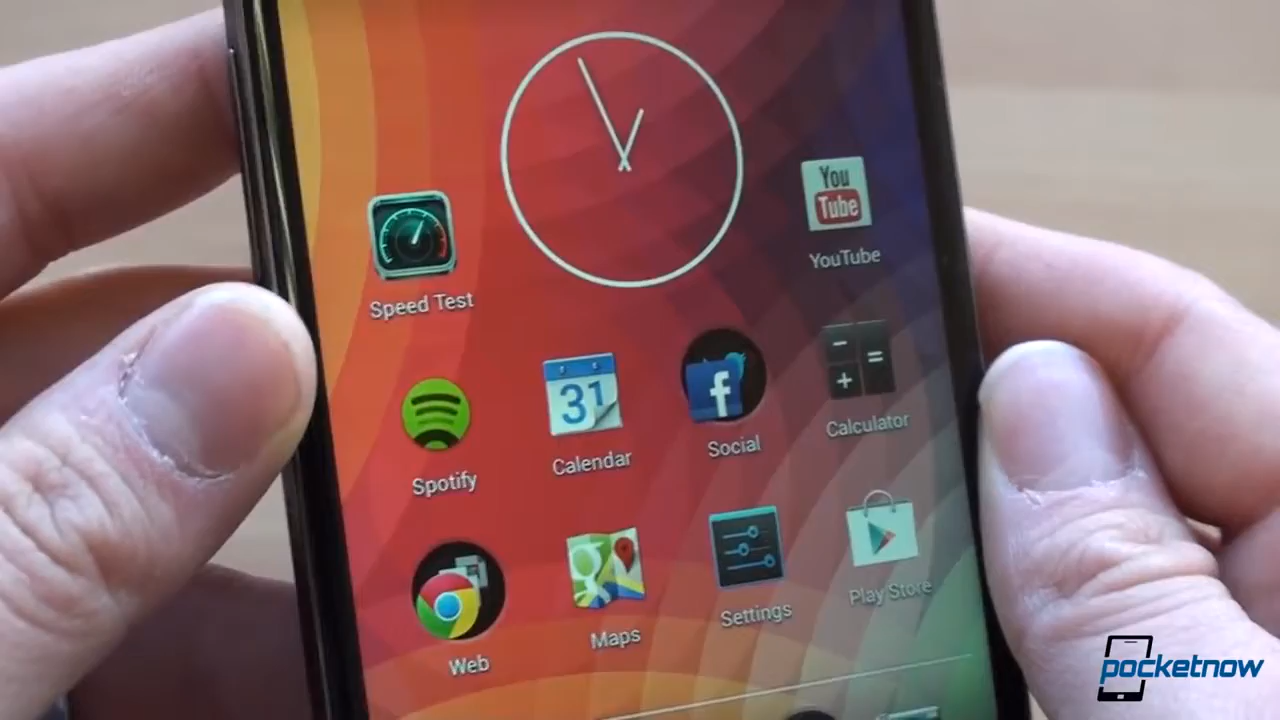 You
Tube
YouTube
Speed Test
31
f
Calculator
Social
Calendar
Spotify
g
Play Store
Settings
Maps
Web
pocketnow